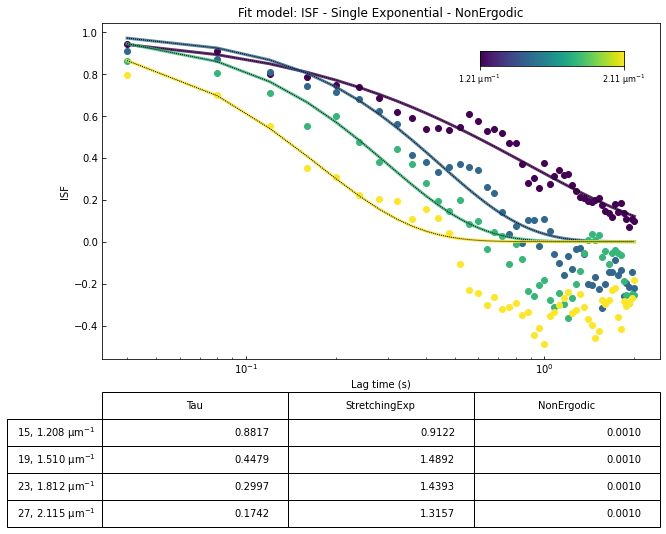 Fit model: ISF - Single Exponential - NonErgodic
1.0
0.8
0.6
0.4
0.2
0.0
−0.2
−0.4
ISF
1.21 μm⁻¹ 2.11 μm⁻¹
10⁻¹ 10⁰
Lag time (s)
Tau StretchingExp NonErgodic
15, 1.208 μm⁻¹ 0.8817 0.9122 0.0010
19, 1.510 μm⁻¹ 0.4479 1.4892 0.0010
23, 1.812 μm⁻¹ 0.2997 1.4393 0.0010
27, 2.115 μm⁻¹ 0.1742 1.3157 0.0010